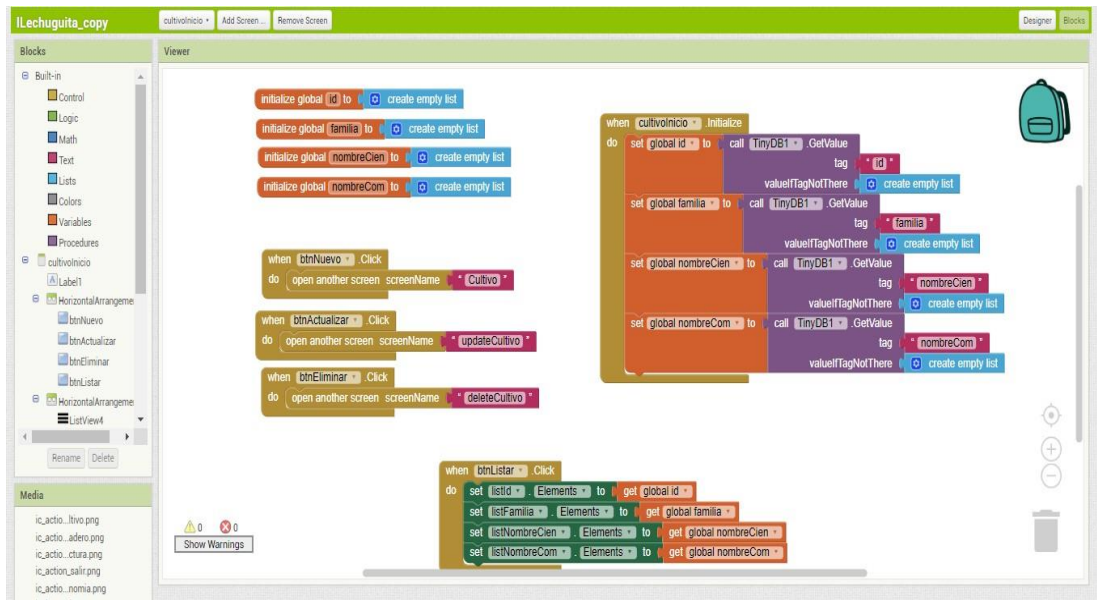 ILechuguita_copy
cultivoInicio
Add Screen ...
Remove Screen
Designer
Blocks
Blocks
Built-in
Control
Logic
Math
Text
Lists
Colors
Variables
Procedures
cultivoInicio
Label1
HorizontalArrangeme
btnNuevo
btnActualizar
btnEliminar
btnListar
HorizontalArrangeme
ListView4
Rename
Delete
Media
ic_actio...ltivo.png
ic_actio...adero.png
ic_actio...ctura.png
ic_action_salir.png
ic_actio...nomia.png
Viewer
initialize global id to create empty list
initialize global familia to create empty list
initialize global nombreCien to create empty list
initialize global nombreCom to create empty list
when btnNuevo .Click
do open another screen screenName " Cultivo "
when btnActualizar .Click
do open another screen screenName " updateCultivo "
when btnEliminar .Click
do open another screen screenName " deleteCultivo "
when cultivoInicio .Initialize
do set global id to call TinyDB1 .GetValue
tag " id "
valueIfTagNotThere create empty list
set global familia to call TinyDB1 .GetValue
tag " familia "
valueIfTagNotThere create empty list
set global nombreCien to call TinyDB1 .GetValue
tag " nombreCien "
valueIfTagNotThere create empty list
set global nombreCom to call TinyDB1 .GetValue
tag " nombreCom "
valueIfTagNotThere create empty list
when btnListar .Click
do set listId . Elements to get global id
set listFamilia . Elements to get global familia
set listNombreCien . Elements to get global nombreCien
set listNombreCom . Elements to get global nombreCom
0 0
Show Warnings